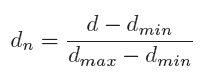 d_n = \frac{d - d_{min}}{d_{max} - d_{min}}